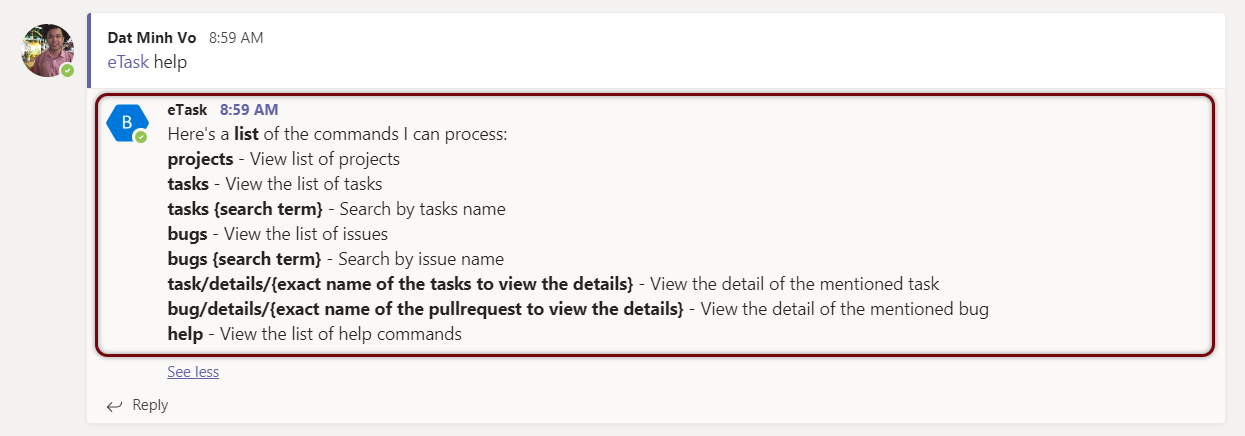 Dat Minh Vo 8:59 AM
eTask help
B
eTask 8:59 AM
Here's a list of the commands I can process:
projects - View list of projects
tasks - View the list of tasks
tasks {search term} - Search by tasks name
bugs - View the list of issues
bugs {search term} - Search by issue name
task/details/{exact name of the tasks to view the details} - View the detail of the mentioned task
bug/details/{exact name of the pullrequest to view the details} - View the detail of the mentioned bug
help - View the list of help commands
See less
Reply